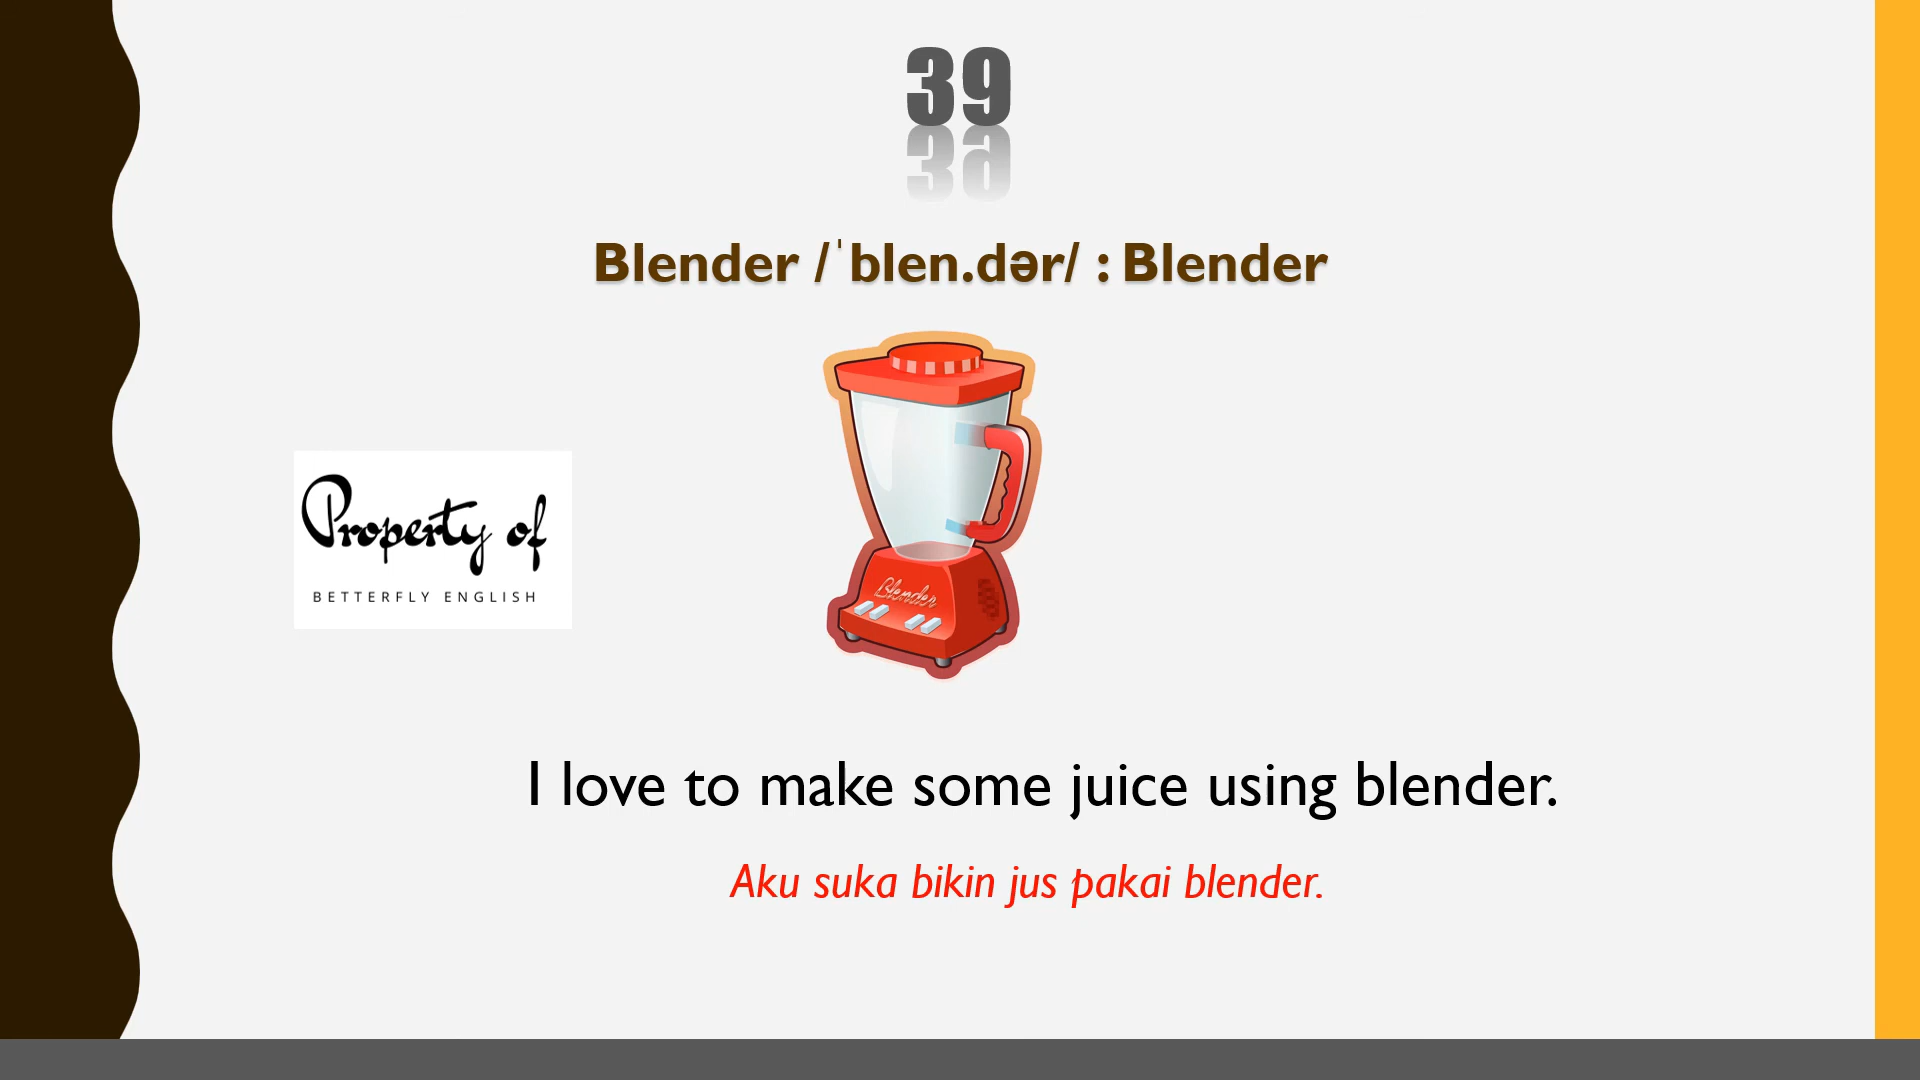 39
Blender /ˈblen.dər/ : Blender
Property of
BETTERFLY ENGLISH
Blender
I love to make some juice using blender.
Aku suka bikin jus pakai blender.